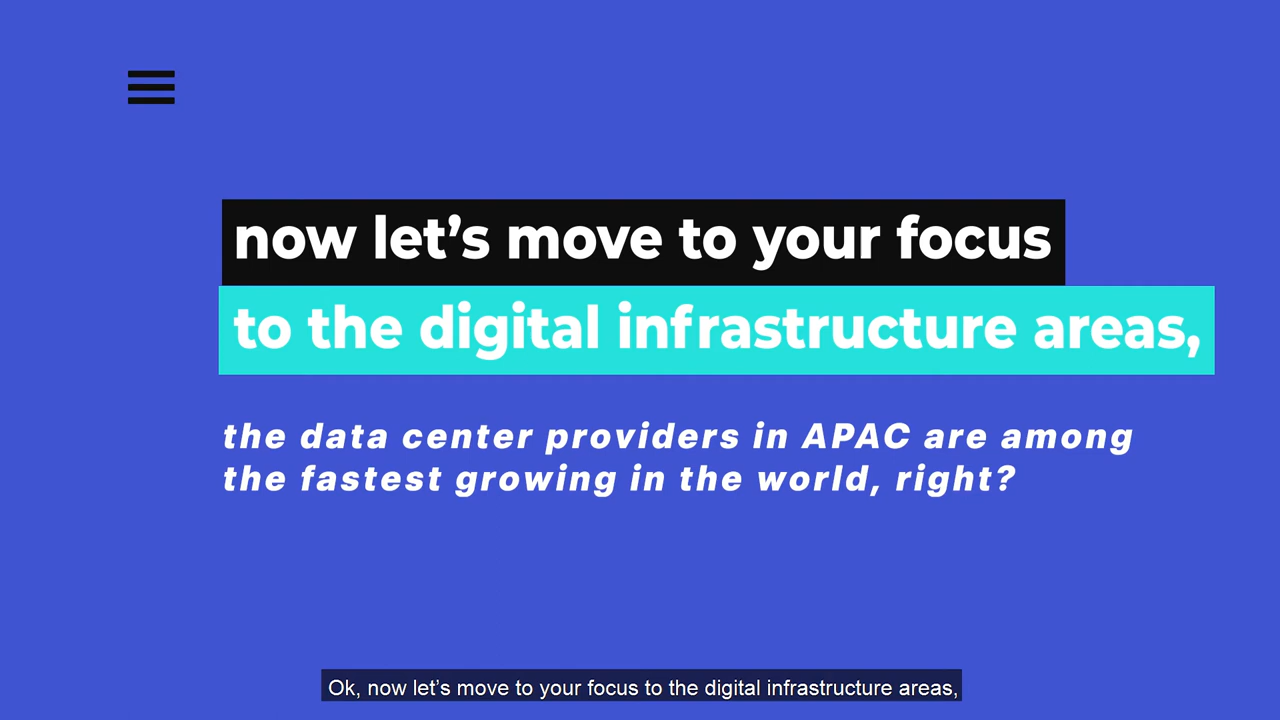 now let’s move to your focus
to the digital infrastructure areas,
the data center providers in APAC are among
the fastest growing in the world, right?
Ok, now let’s move to your focus to the digital infrastructure areas,